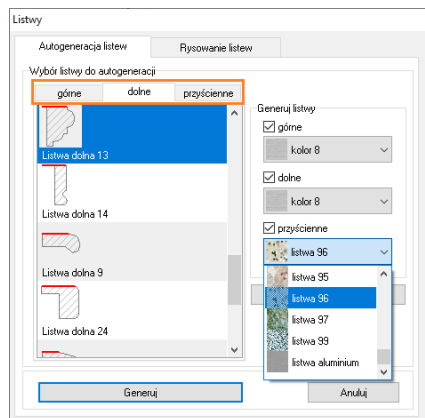 Listwy
Autogeneracja listew
Rysowanie listew
Wybór listwy do autogeneracji
górne
dolne
przyścienne
Listwa dolna 13
Listwa dolna 14
Listwa dolna 9
Listwa dolna 24
Generuj listwy
górne
kolor 8
dolne
kolor 8
przyścienne
listwa 96
listwa 95
listwa 96
listwa 97
listwa 99
listwa aluminium
Generuj
Anuluj